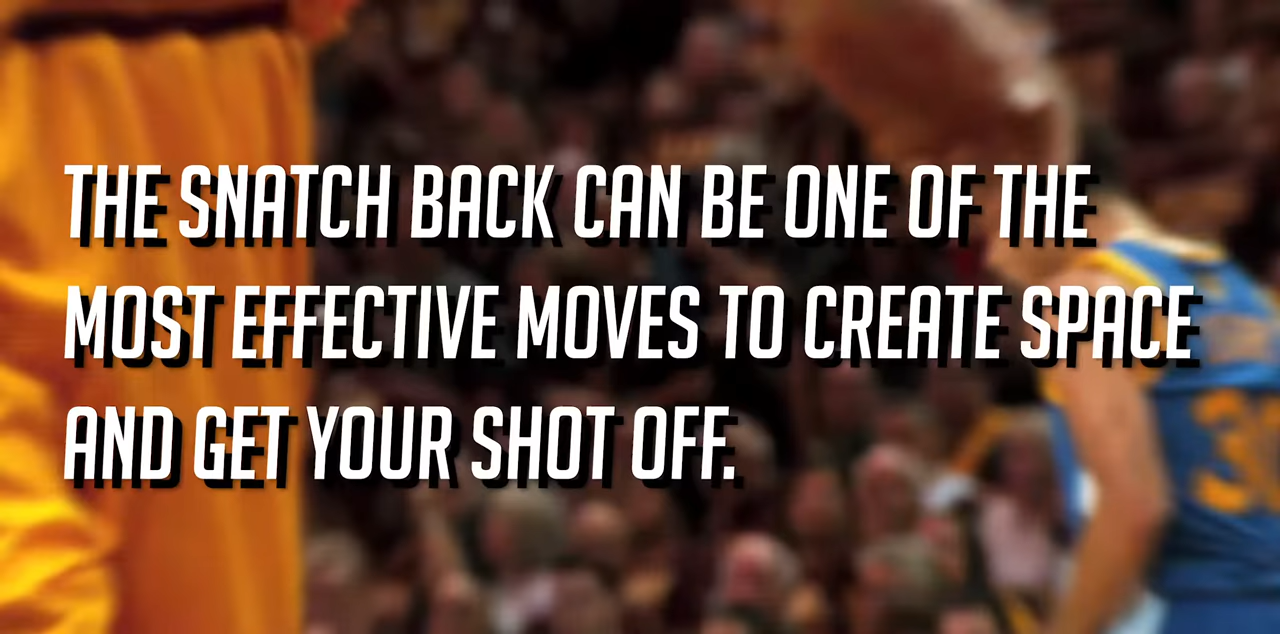 THE SNATCH BACK CAN BE ONE OF THE
MOST EFFECTIVE MOVES TO CREATE SPACE
AND GET YOUR SHOT OFF.